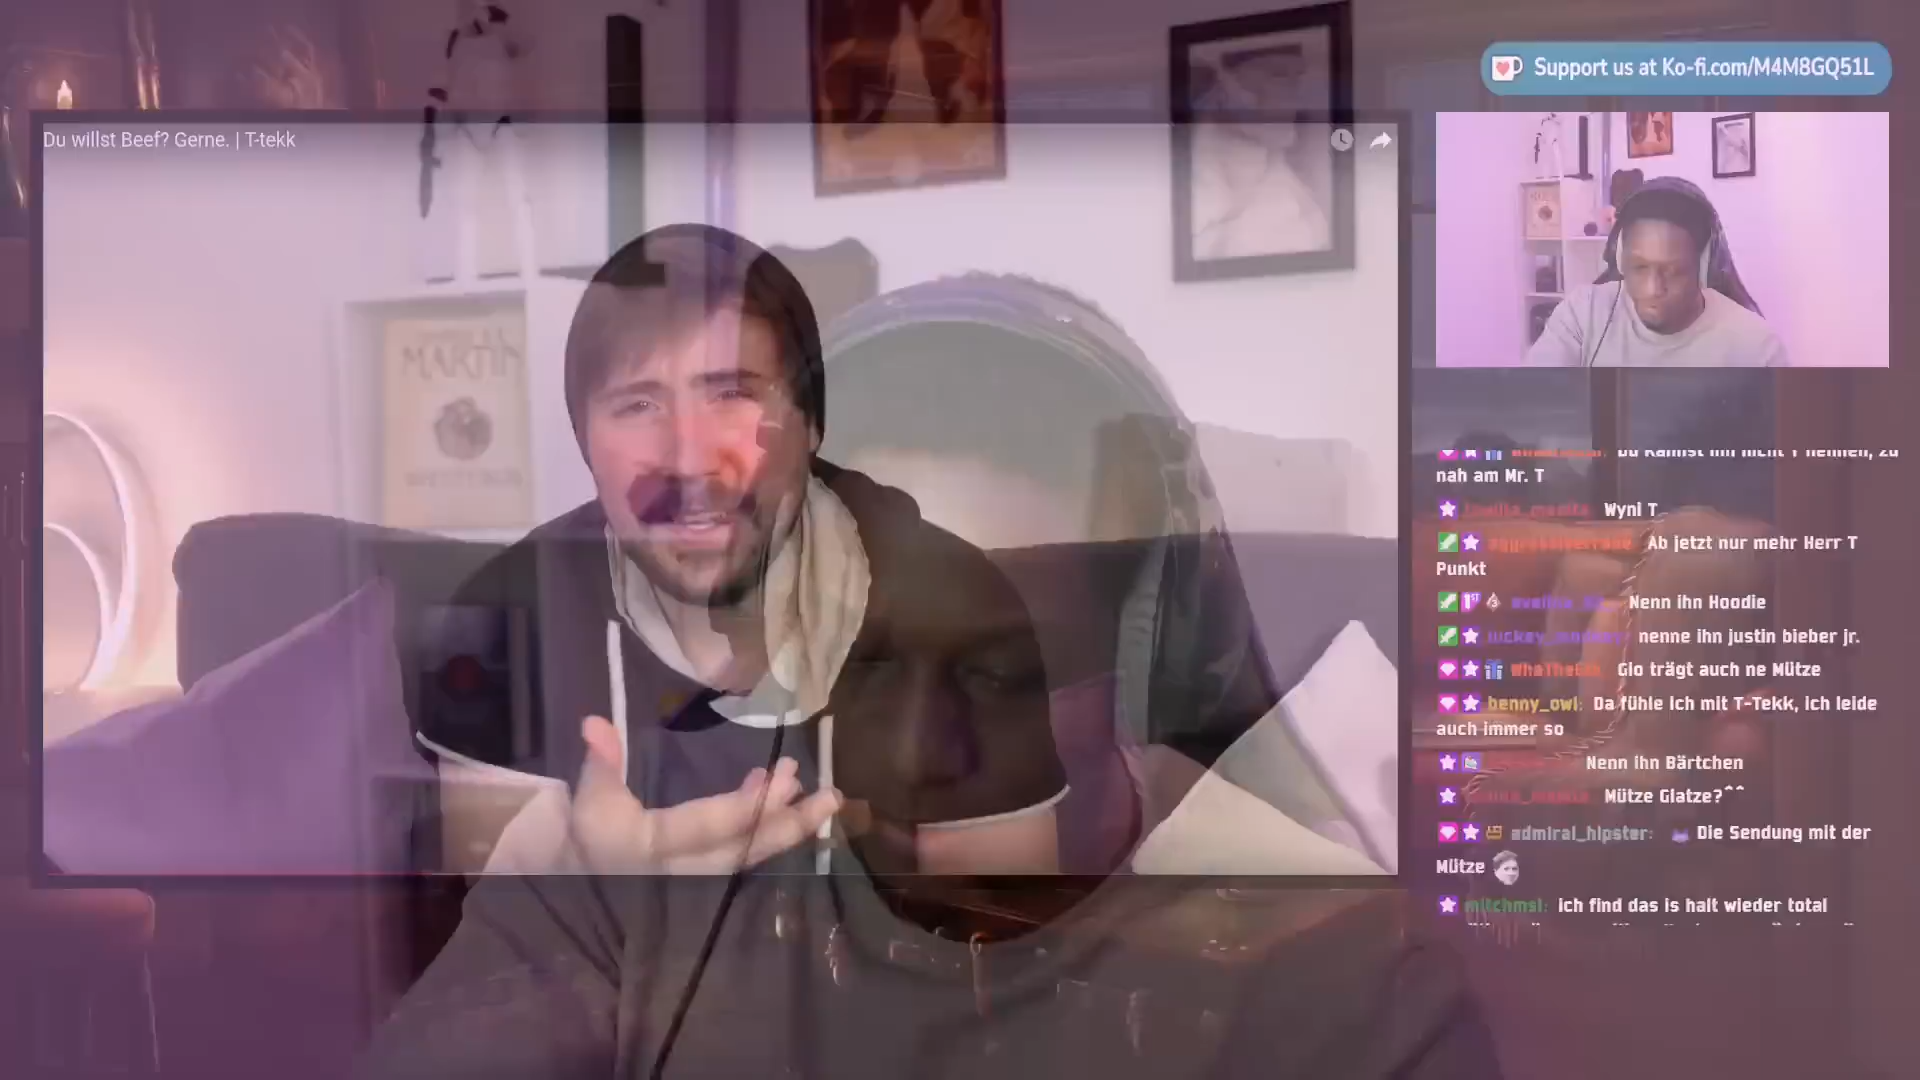 Support us at Ko-fi.com/M4M8GQ51L
Du willst Beef? Gerne. | T-tekk
MARTIN
nah am Mr. T
Wyni T
Ab jetzt nur mehr Herr T
Punkt
Nenn ihn Hoodie
nenne ihn justin bieber jr.
Glo trägt auch ne Mütze
benny_owl: Da fühle ich mit T-Tekk, ich leide
auch immer so
Nenn ihn Bärtchen
Mütze Glatze?^^
admiral_hipster: Die Sendung mit der
Mütze
mitchmsl: ich find das is halt wieder total